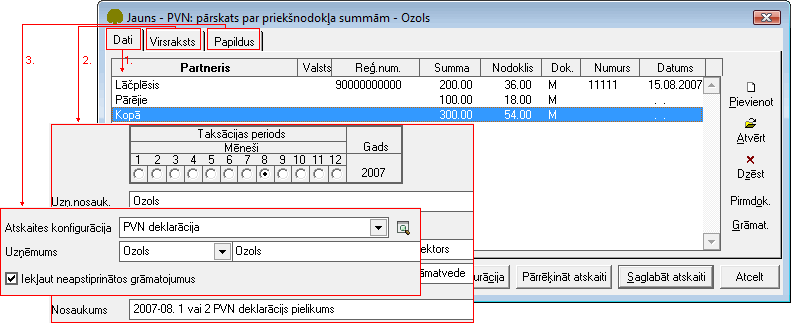 Jauns - PVN: pārskats par priekšnodokļa summām - Ozols
3. 2. Dati Virsraksts Papildus
1.
Partneris Valsts Reģ.num. Summa Nodoklis Dok. Numurs Datums
Lāčplēsis 90000000000 200.00 36.00 M 11111 15.08.2007
Pārējie 100.00 18.00 M . .
Kopā 300.00 54.00 . .
Pievienot
Atvērt
Dzēst
Pirmdok.
Grāmat.
Taksācijas periods
Mēneši Gads
1 2 3 4 5 6 7 8 9 10 11 12
2007
Uzņ.nosauk. Ozols
Atskaites konfigurācija PVN deklarācija
Uzņēmums Ozols Ozols
ektors
Iekļaut neapstiprinātos grāmatojumus
āmatvede
Nosaukums 2007-08. 1 vai 2 PVN deklarācijs pielikums
urācija Pārrēķināt atskaiti Saglabāt atskaiti Atcelt